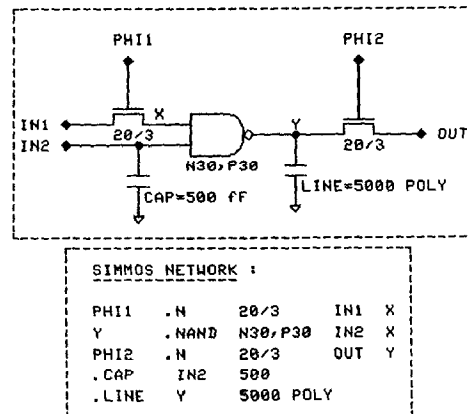 PHI1 PHI2
X Y
IN1
20/3 20/3 OUT
IN2
N30,P30
CAP=500 fF LINE=5000 POLY
SIMMOS NETWORK :
PHI1 .N 20/3 IN1 X
Y .NAND N30,P30 IN2 X
PHI2 .N 20/3 OUT Y
.CAP IN2 500
.LINE Y 5000 POLY